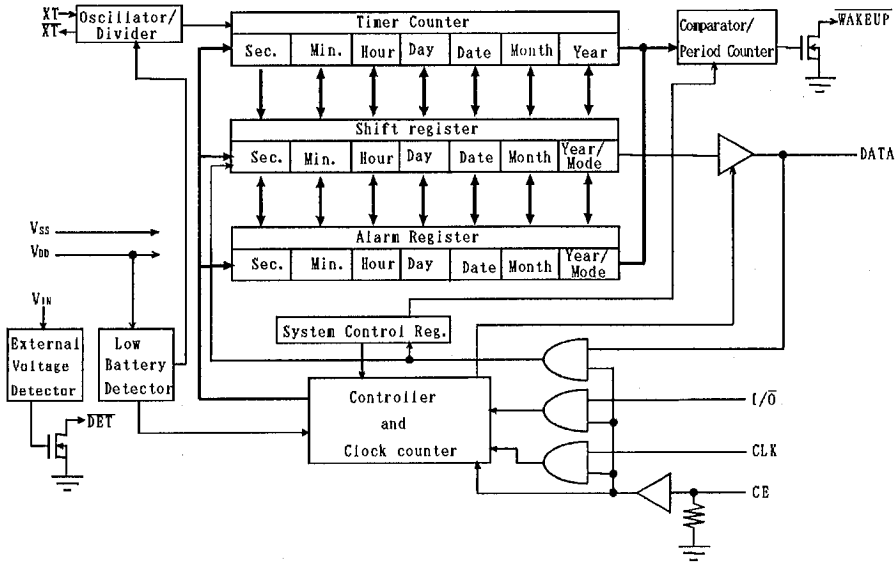 XT
XT
Oscillator/
Divider
Timer Counter
Sec. Min. Hour Day Date Month Year
Comparator/
Period Counter
WAKEUP
Shift register
Sec. Min. Hour Day Date Month Year/
Mode
DATA
Alarm Register
Sec. Min. Hour Day Date Month Year/
Mode
VSS
VDD
VIN
External
Voltage
Detector
Low
Battery
Detector
DET
System Control Reg.
Controller
and
Clock counter
I/O
CLK
CE